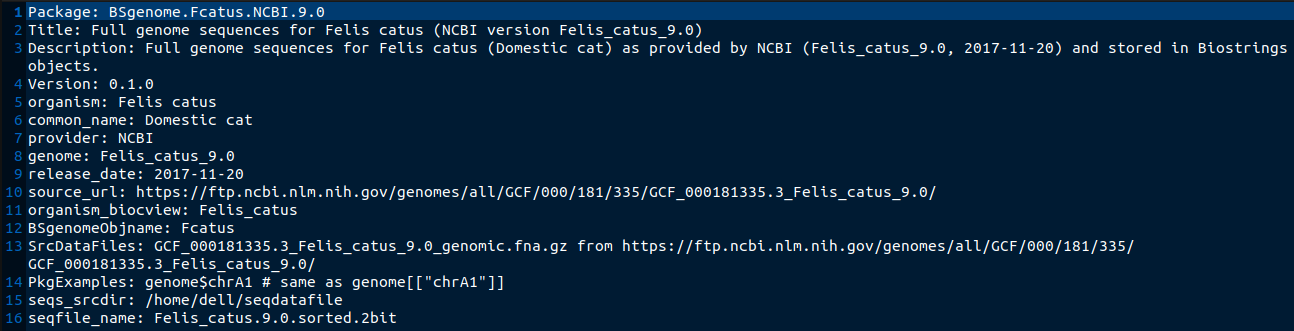 1 Package: BSgenome.Fcatus.NCBI.9.0
2 Title: Full genome sequences for Felis catus (NCBI version Felis_catus_9.0)
3 Description: Full genome sequences for Felis catus (Domestic cat) as provided by NCBI (Felis_catus_9.0, 2017-11-20) and stored in Biostrings
objects.
4 Version: 0.1.0
5 organism: Felis catus
6 common_name: Domestic cat
7 provider: NCBI
8 genome: Felis_catus_9.0
9 release_date: 2017-11-20
10 source_url: https://ftp.ncbi.nlm.nih.gov/genomes/all/GCF/000/181/335/GCF_000181335.3_Felis_catus_9.0/
11 organism_biocview: Felis_catus
12 BSgenomeObjname: Fcatus
13 SrcDataFiles: GCF_000181335.3_Felis_catus_9.0_genomic.fna.gz from https://ftp.ncbi.nlm.nih.gov/genomes/all/GCF/000/181/335/
GCF_000181335.3_Felis_catus_9.0/
14 PkgExamples: genome$chrA1 # same as genome[["chrA1"]]
15 seqs_srcdir: /home/dell/seqdatafile
16 seqfile_name: Felis_catus.9.0.sorted.2bit